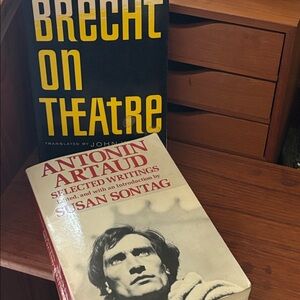 BRECHT
ON
THEATRE
TRANSLATED BY JOHN
ANTONIN
ARTAUD
SELECTED WRITINGS
Edited, and with an Introduction by
SUSAN SONTAG